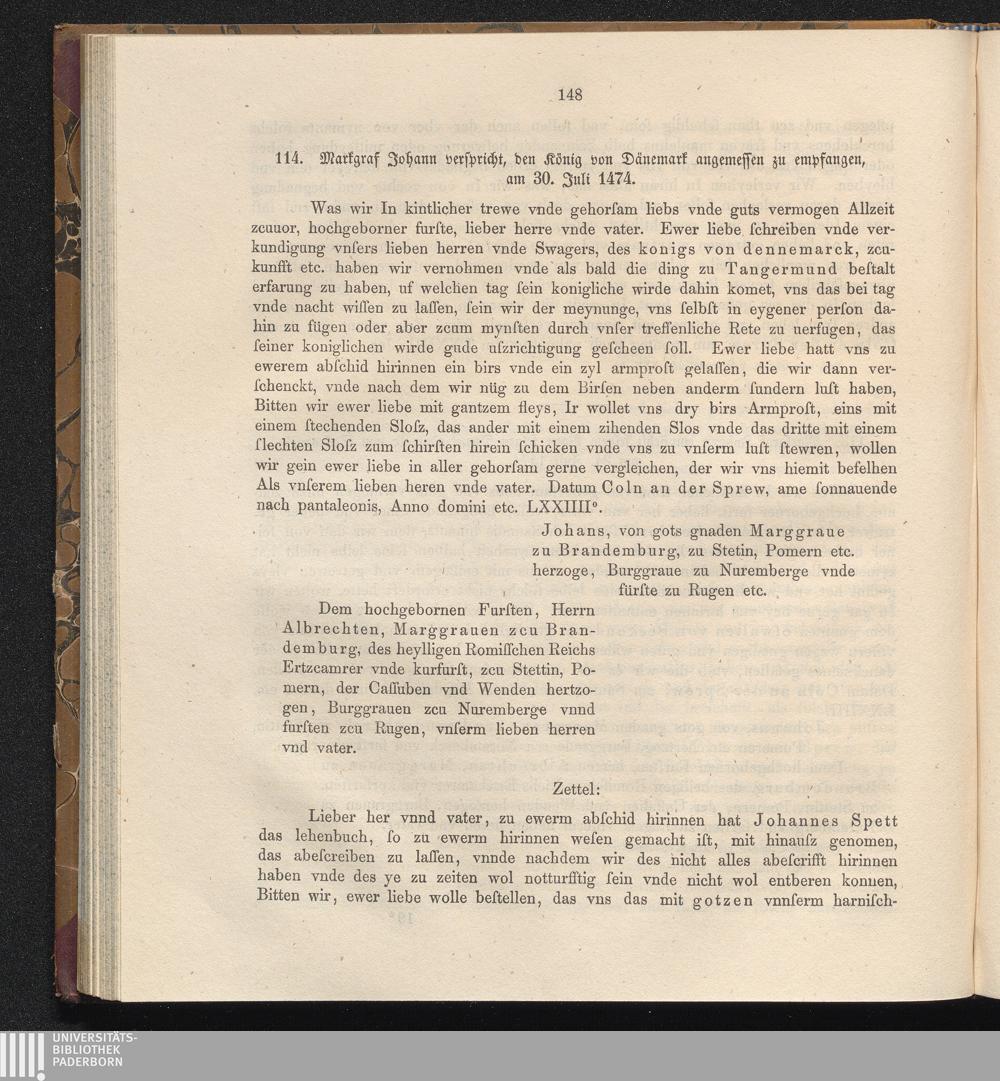 148
114. Markgraf Johann verſpricht, den König von Dänemark angemeſſen zu empfangen,
am 30. Juli 1474.
Was wir In kintlicher trewe vnde gehorſam liebs vnde guts vermogen Allzeit
zcuuor, hochgeborner furſte, lieber herre vnde vater. Ewer liebe ſchreiben vnde ver-
kundigung vnſers lieben herren vnde Swagers, des konigs von dennemarck, zcu-
kunfft etc. haben wir vernohmen vnde als bald die ding zu Tangermund beſtalt
erfarung zu haben, uf welchen tag ſein konigliche wirde dahin komet, vns das bei tag
vnde nacht wiſſen zu laſſen, ſein wir der meynunge, vns ſelbſt in eygener perſon da-
hin zu fügen oder aber zcum mynſten durch vnſer treffenliche Rete zu uerfugen, das
ſeiner koniglichen wirde gude uſzrichtigung geſcheen ſoll. Ewer liebe hatt vns zu
ewerem abſchid hirinnen ein birs vnde ein zyl armproſt gelaſſen, die wir dann ver-
ſchenckt, vnde nach dem wir nüg zu dem Birſen neben anderm ſundern luſt haben,
Bitten wir ewer liebe mit gantzem fleys, Ir wollet vns dry birs Armproſt, eins mit
einem ſtechenden Sloſz, das ander mit einem zihenden Slos vnde das dritte mit einem
ſlechten Sloſz zum ſchirſten hirein ſchicken vnde vns zu vnſerm luſt ſtewren, wollen
wir gein ewer liebe in aller gehorſam gerne vergleichen, der wir vns hiemit befelhen
Als vnſerem lieben heren vnde vater. Datum Coln an der Sprew, ame ſonnauende
nach pantaleonis, Anno domini etc. LXXIIII°.
Johans, von gots gnaden Marggraue
zu Brandemburg, zu Stetin, Pomern etc.
herzoge, Burggraue zu Nuremberge vnde
fürſte zu Rugen etc.
Dem hochgebornen Furſten, Herrn
Albrechten, Marggrauen zcu Bran-
demburg, des heylligen Romiſſchen Reichs
Ertzcamrer vnde kurfurſt, zcu Stettin, Po-
mern, der Caſſuben vnd Wenden hertzo-
gen, Burggrauen zcu Nuremberge vnnd
furſten zcu Rugen, vnſerm lieben herren
vnd vater.
Zettel:
Lieber her vnnd vater, zu ewerm abſchid hirinnen hat Johannes Spett
das lehenbuch, ſo zu ewerm hirinnen weſen gemacht iſt, mit hinauſz genomen,
das abeſcreiben zu laſſen, vnnde nachdem wir des nicht alles abeſcrifft hirinnen
haben vnde des ye zu zeiten wol notturfftig ſein vnde nicht wol entberen konnen,
Bitten wir, ewer liebe wolle beſtellen, das vns das mit gotzen vnnſerm harniſch-
UNIVERSITÄTS-
BIBLIOTHEK
PADERBORN